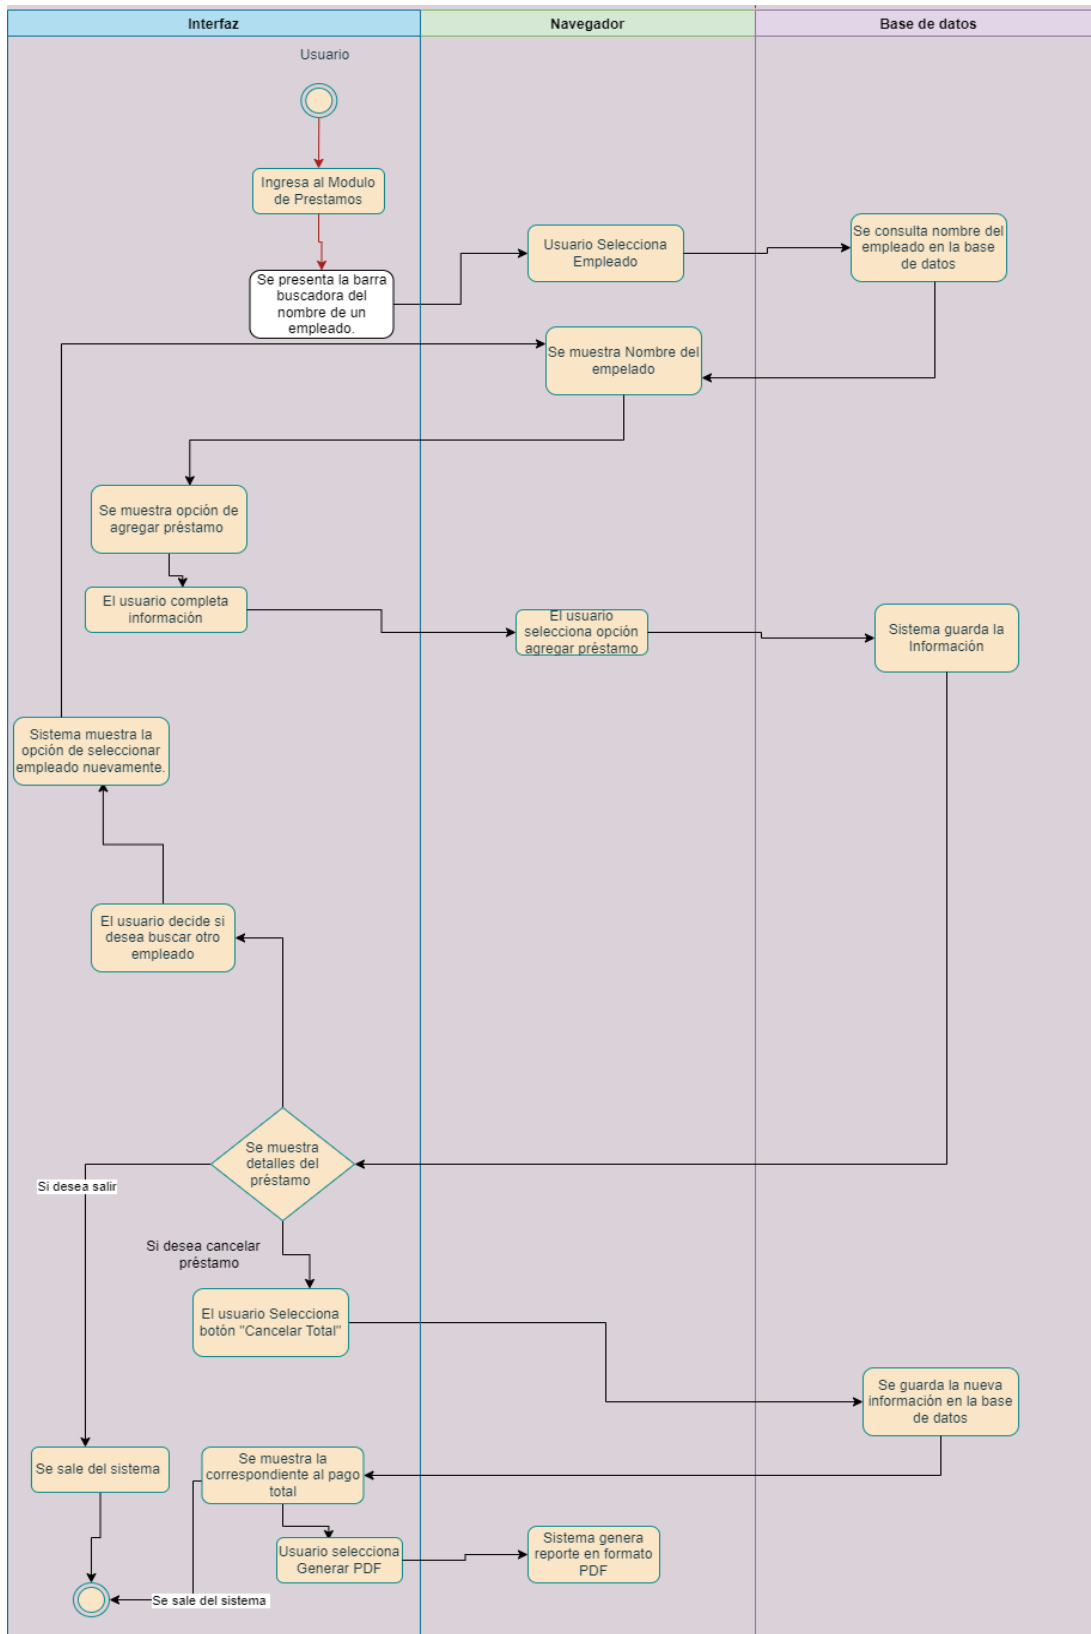 Interfaz
Navegador
Base de datos
Usuario
Ingresa al Modulo
de Prestamos
Se presenta la barra
buscadora del
nombre de un
empleado.
Usuario Selecciona
Empleado
Se consulta nombre del
empleado en la base
de datos
Se muestra Nombre del
empelado
Se muestra opción de
agregar préstamo
El usuario completa
información
El usuario
selecciona opción
agregar préstamo
Sistema guarda la
Información
Sistema muestra la
opción de seleccionar
empleado nuevamente.
El usuario decide si
desea buscar otro
empleado
Se muestra
detalles del
préstamo
Si desea salir
Si desea cancelar
préstamo
El usuario Selecciona
botón "Cancelar Total"
Se guarda la nueva
información en la base
de datos
Se sale del sistema
Se muestra la
correspondiente al pago
total
Usuario selecciona
Generar PDF
Sistema genera
reporte en formato
PDF
Se sale del sistema